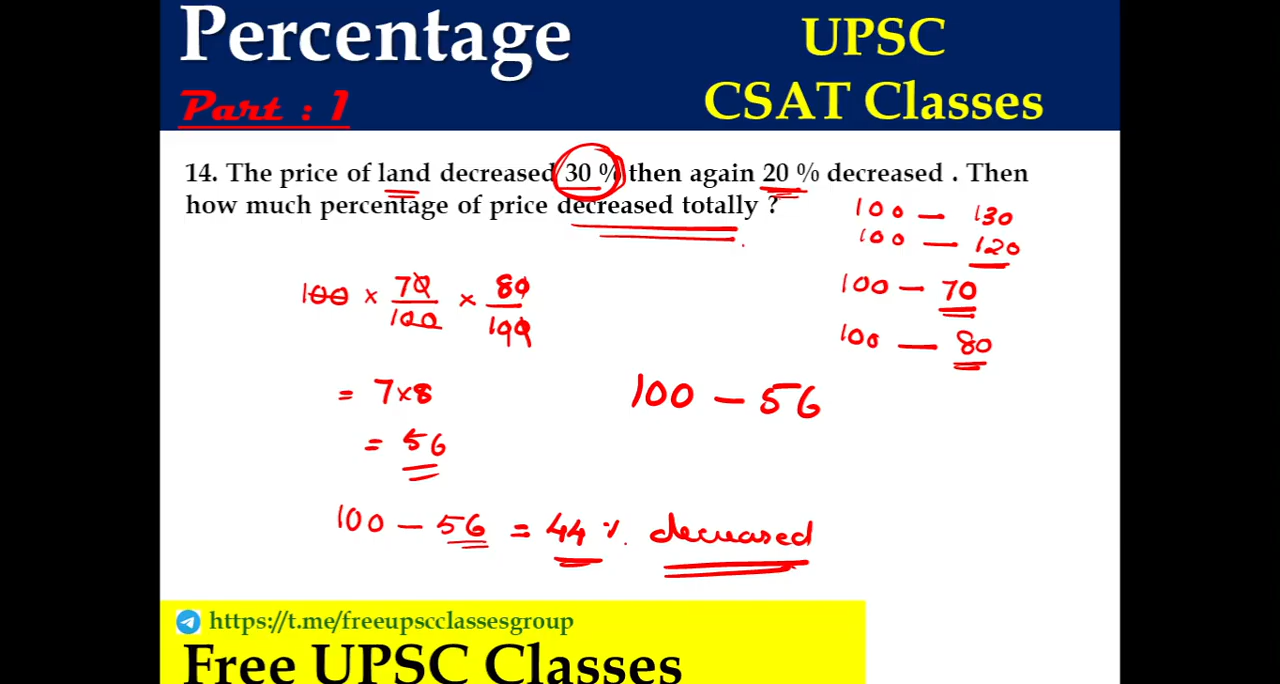 Percentage
Part : 1
UPSC
CSAT Classes
14. The price of land decreased 30 % then again 20 % decreased . Then
how much percentage of price decreased totally ?
100 — 130
100 — 120
100 — 70
100 — 80
100 × 70/100 × 80/100
= 7×8
= 56
100 — 56
100 — 56 = 44 %. decreased
https://t.me/freeupscclassesgroup
Free UPSC Classes